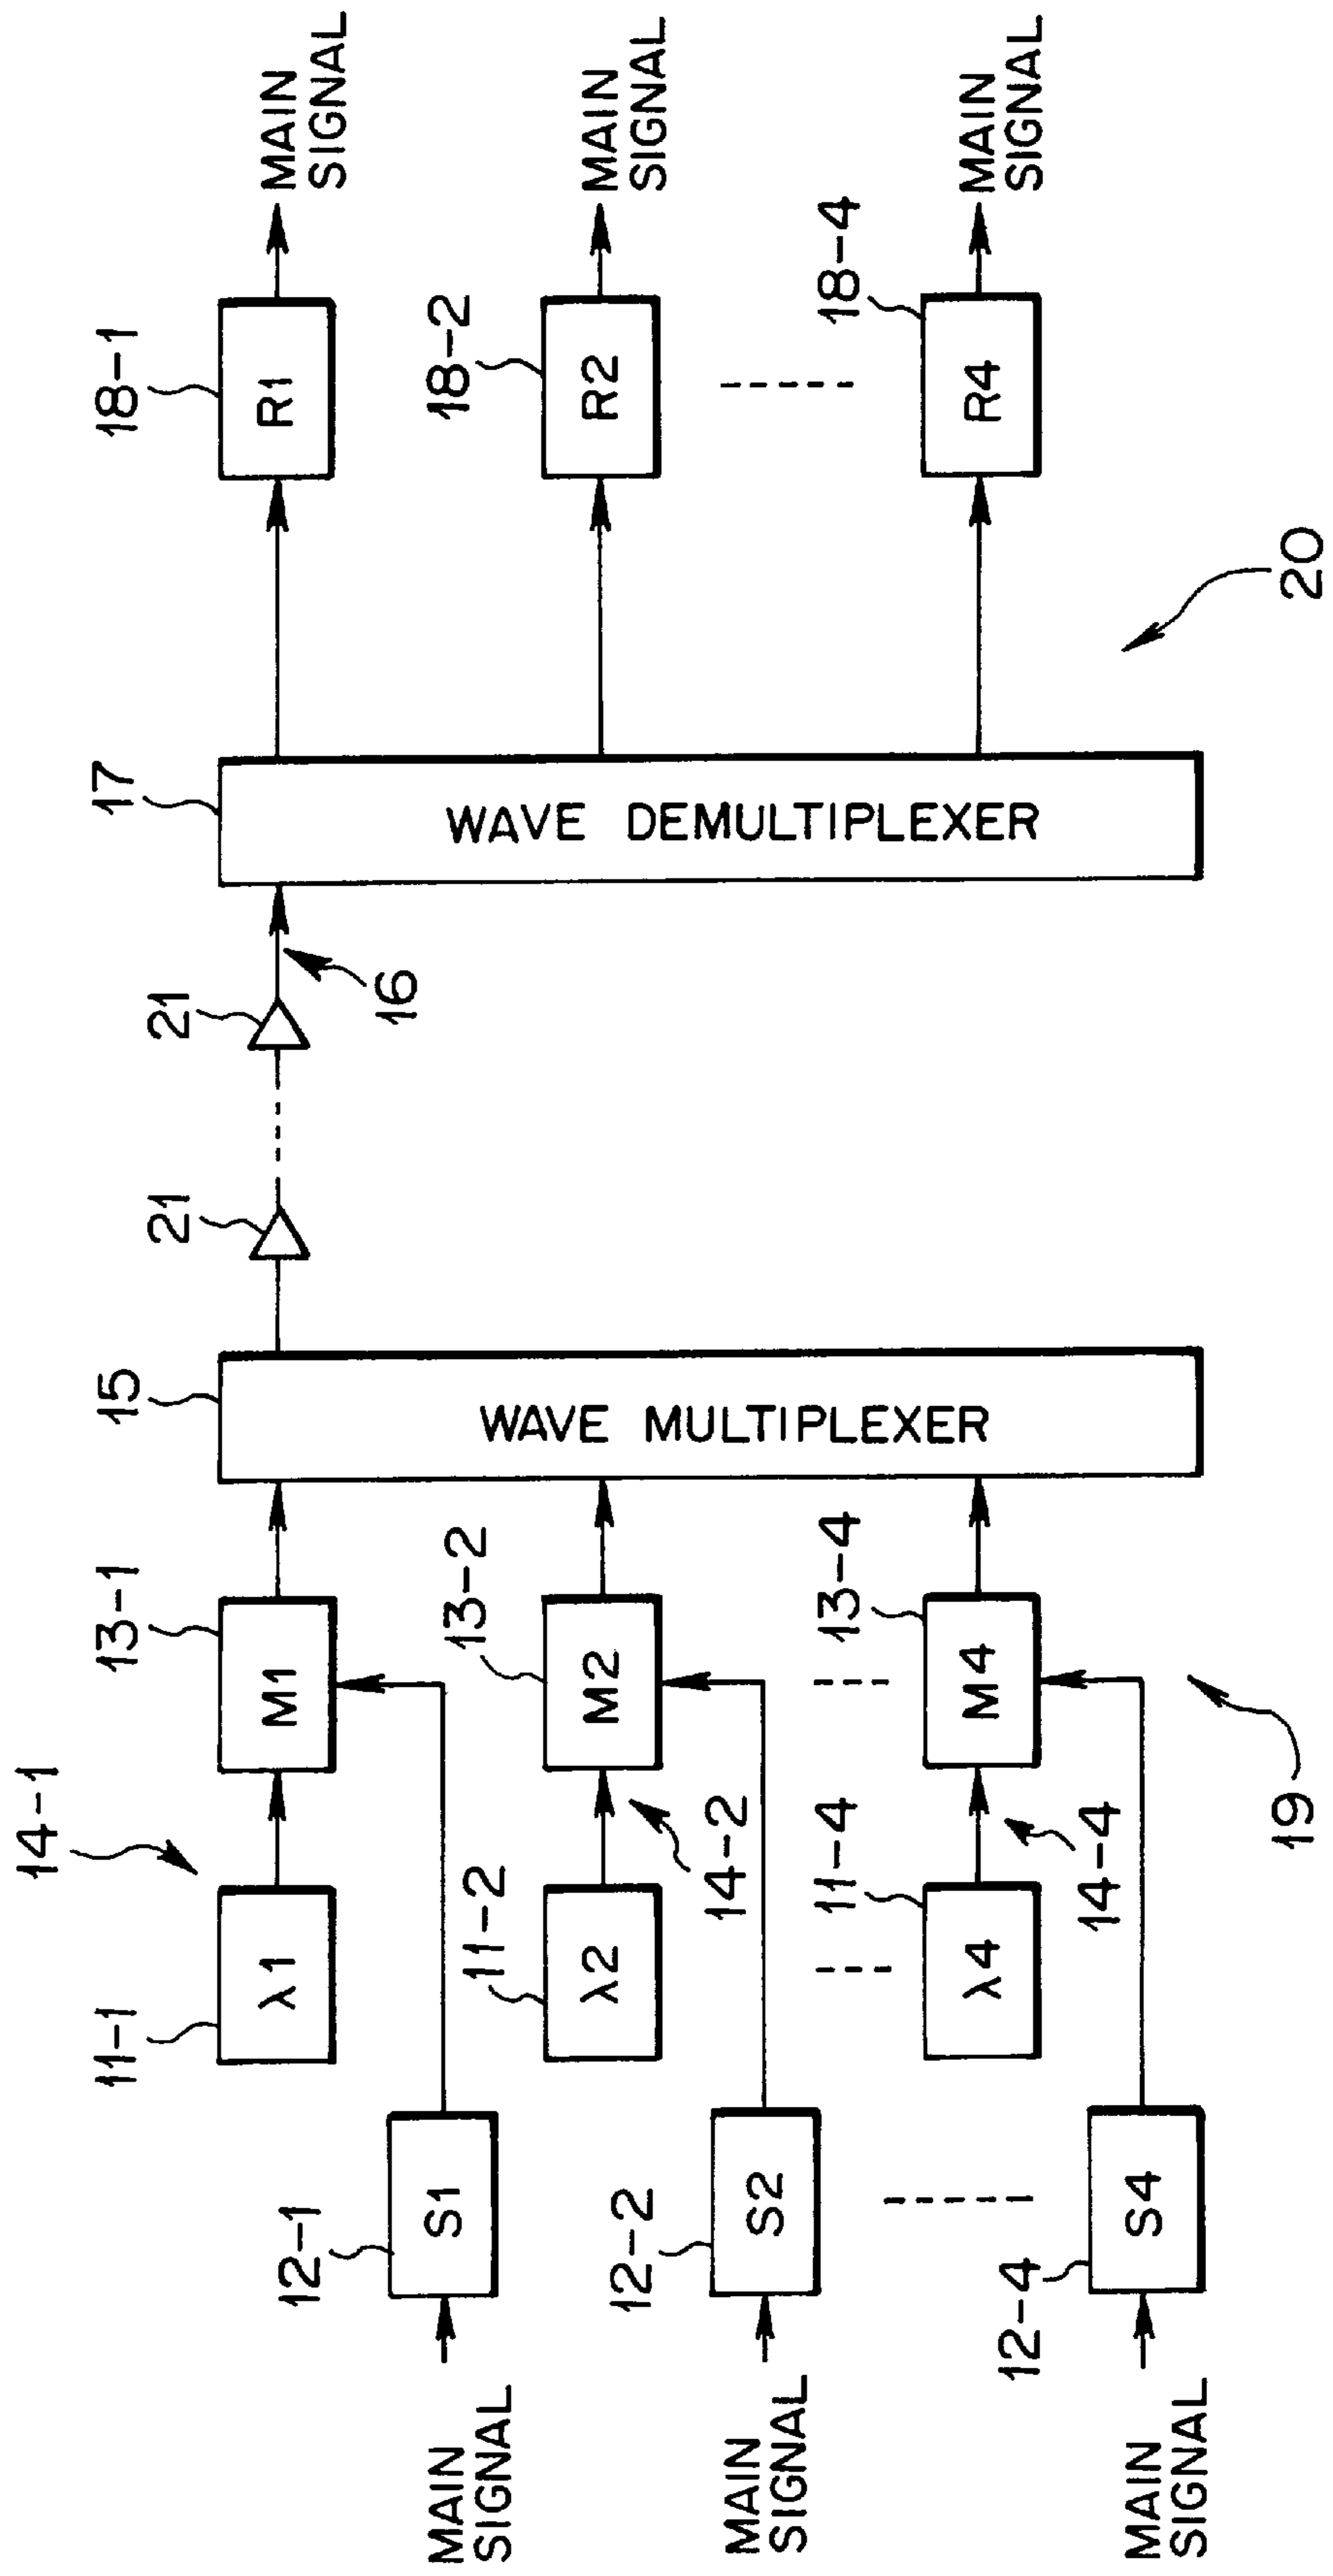 14-1
11-1
λ1
13-1
M1
15
21
21
16
17
18-1
R1
MAIN
SIGNAL
MAIN
SIGNAL
12-1
S1
11-2
λ2
14-2
13-2
M2
WAVE MULTIPLEXER
WAVE DEMULTIPLEXER
18-2
R2
MAIN
SIGNAL
MAIN
SIGNAL
12-2
S2
11-4
λ4
14-4
13-4
M4
18-4
R4
MAIN
SIGNAL
MAIN
SIGNAL
12-4
S4
19
20